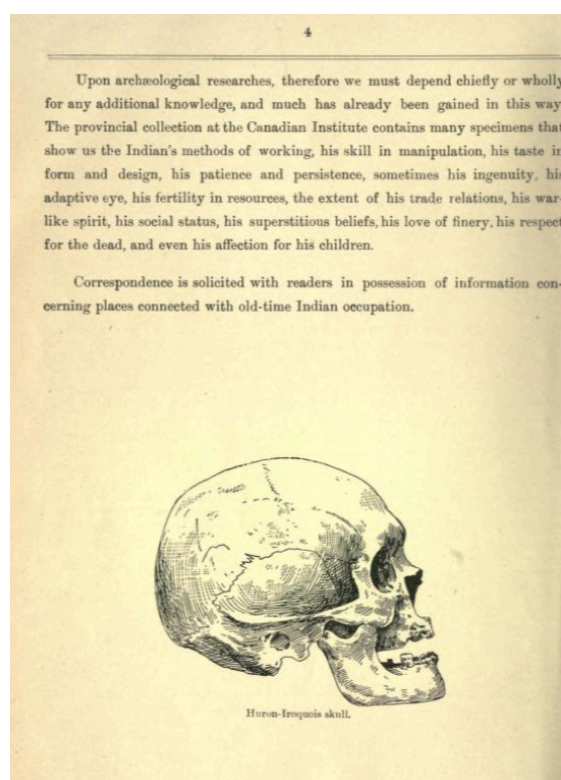 4
Upon archæological researches, therefore we must depend chiefly or wholly
for any additional knowledge, and much has already been gained in this way
The provincial collection at the Canadian Institute contains many specimens that
show us the Indian's methods of working, his skill in manipulation, his taste in
form and design, his patience and persistence, sometimes his ingenuity, his
adaptive eye, his fertility in resources, the extent of his trade relations, his war-
like spirit, his social status, his superstitious beliefs, his love of finery, his respect
for the dead, and even his affection for his children.
Correspondence is solicited with readers in possession of information con-
cerning places connected with old-time Indian occupation.
Huron-Iroquois skull.